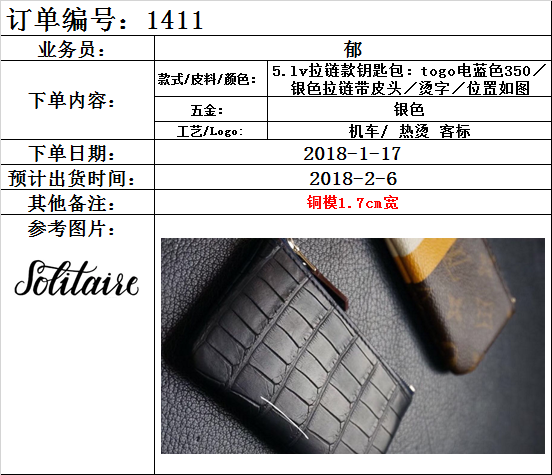 订单编号：1411
业务员：
郁
下单内容：
款式/皮料/颜色：
5.lv拉链款钥匙包：togo电蓝色350／
银色拉链带皮头／烫字／位置如图
五金：
银色
工艺/Logo：
机车/ 热烫 客标
下单日期：
2018-1-17
预计出货时间：
2018-2-6
其他备注：
铜模1.7cm宽
参考图片：
Solitaire